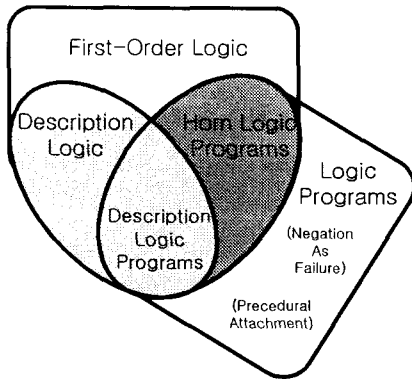 First-Order Logic
Description
Logic
Horn Logic
Programs
Description
Logic
Programs
Logic
Programs
(Negation
As
Failure)
(Precedural
Attachment)